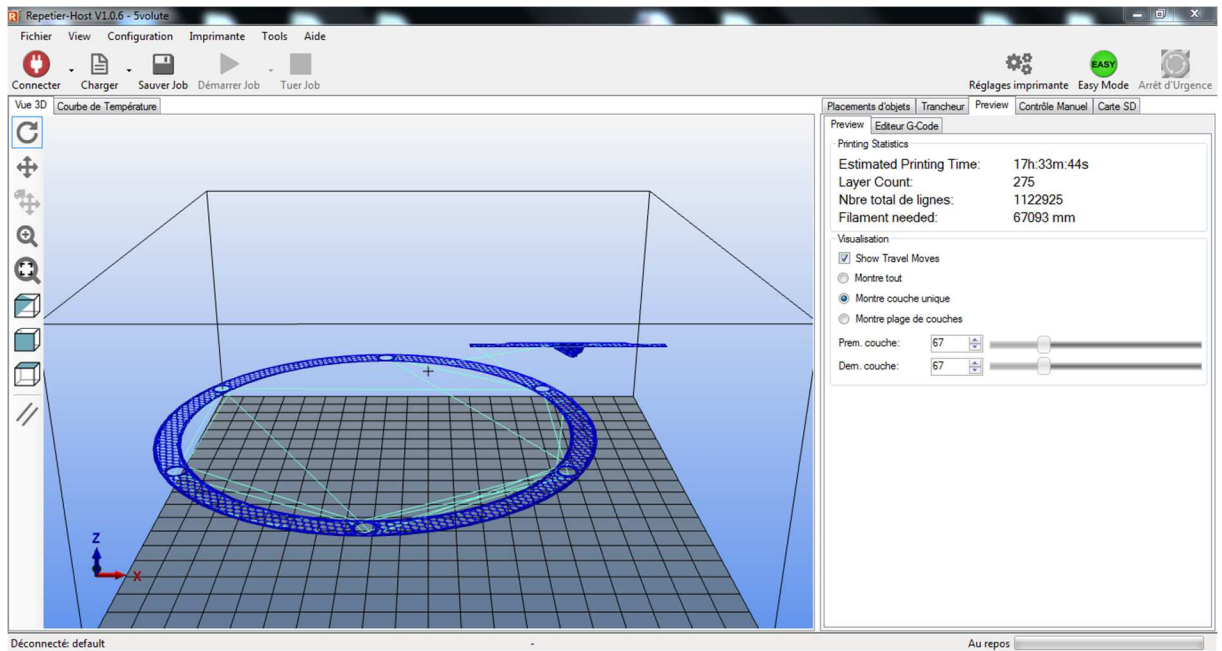 Repetier-Host V1.0.6 - 5volute
Fichier View Configuration Imprimante Tools Aide
EASY
Connecter Charger Sauver Job Démarrer Job Tuer Job Réglages imprimante Easy Mode Arrêt d'Urgence
Vue 3D Courbe de Température
Placements d'objets Trancheur Preview Contrôle Manuel Carte SD
Preview Editeur G-Code
Printing Statistics
Estimated Printing Time: 17h:33m:44s
Layer Count: 275
Nbre total de lignes: 1122925
Filament needed: 67093 mm
Visualisation
Show Travel Moves
Montre tout
Montre couche unique
Montre plage de couches
Prem. couche: 67
Dern. couche: 67
Z
X
Déconnecté: default - Au repos